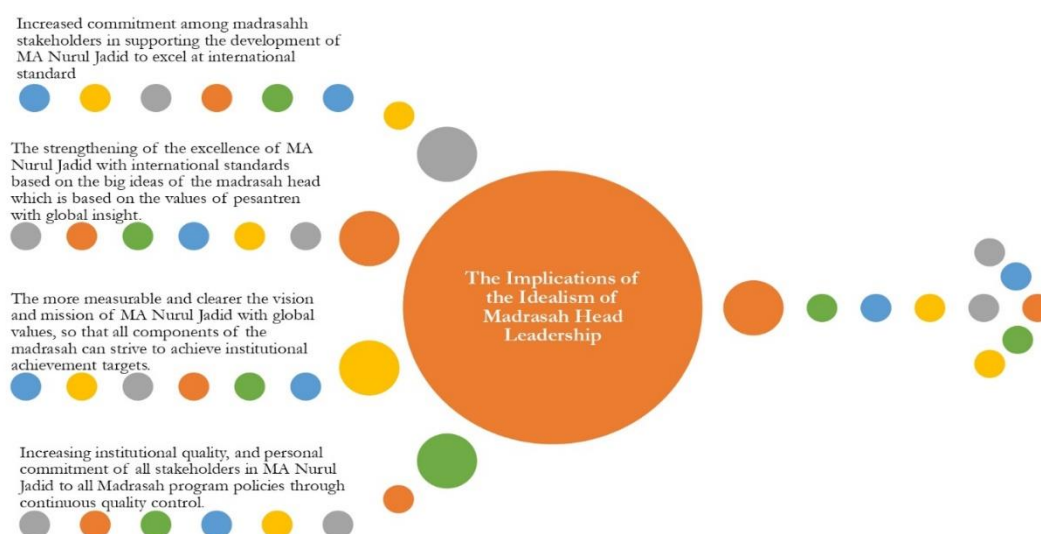 Increased commitment among madrasahh
stakeholders in supporting the development of
MA Nurul Jadid to excel at international
standard
The strengthening of the excellence of MA
Nurul Jadid with international standards
based on the big ideas of the madrasah head
which is based on the values of pesantren
with global insight.
The more measurable and clearer the vision
and mission of MA Nurul Jadid with global
values, so that all components of the
madrasah can strive to achieve institutional
achievement targets.
Increasing institutional quality, and personal
commitment of all stakeholders in MA Nurul
Jadid to all Madrasah program policies through
continuous quality control.
The Implications of
the Idealism of
Madrasah Head
Leadership